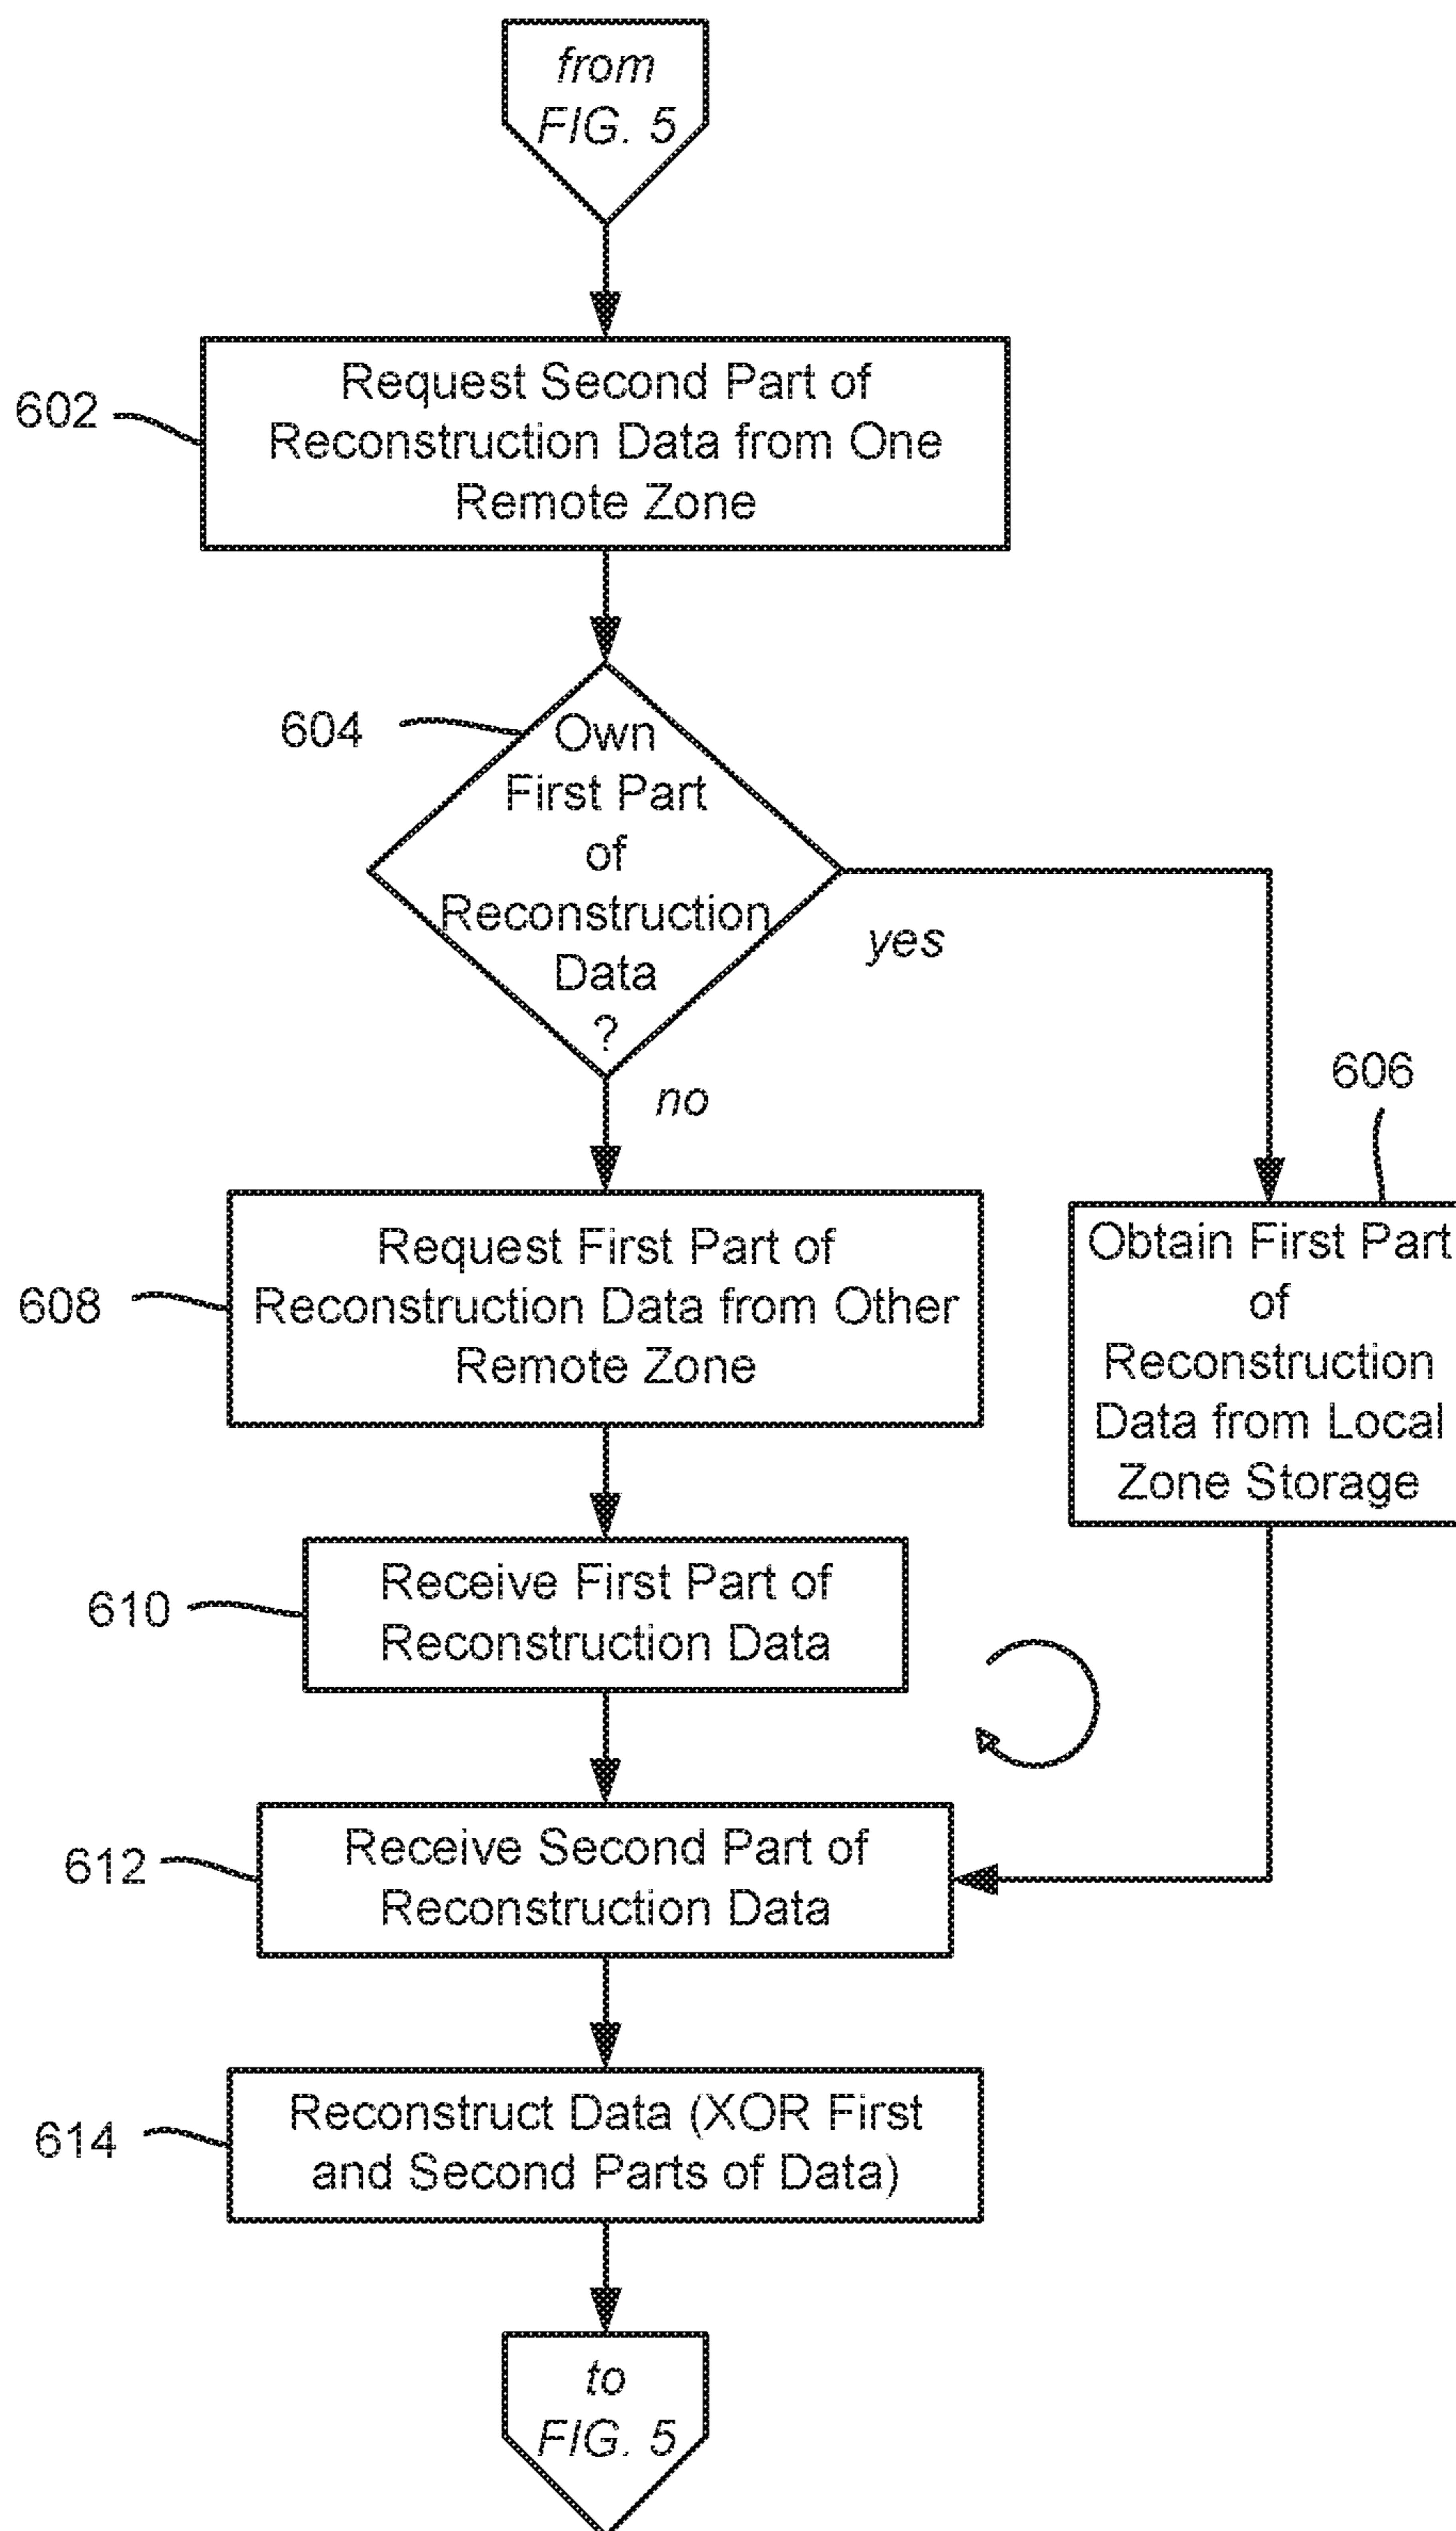 from
FIG. 5
602
Request Second Part of
Reconstruction Data from One
Remote Zone
604
Own
First Part
of
Reconstruction
Data
?
yes
no
606
Obtain First Part
of
Reconstruction
Data from Local
Zone Storage
608
Request First Part of
Reconstruction Data from Other
Remote Zone
610
Receive First Part of
Reconstruction Data
612
Receive Second Part of
Reconstruction Data
614
Reconstruct Data (XOR First
and Second Parts of Data)
to
FIG. 5